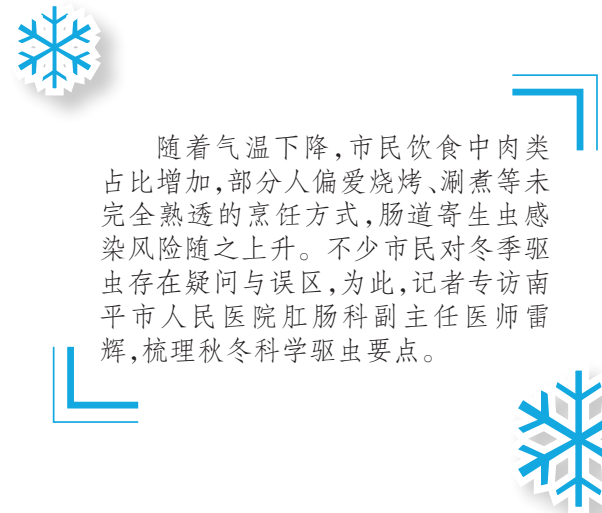 随着气温下降，市民饮食中肉类
占比增加，部分人偏爱烧烤、涮煮等未
完全熟透的烹饪方式，肠道寄生虫感
染风险随之上升。不少市民对冬季驱
虫存在疑问与误区，为此，记者专访南
平市人民医院肛肠科副主任医师雷
辉，梳理秋冬科学驱虫要点。